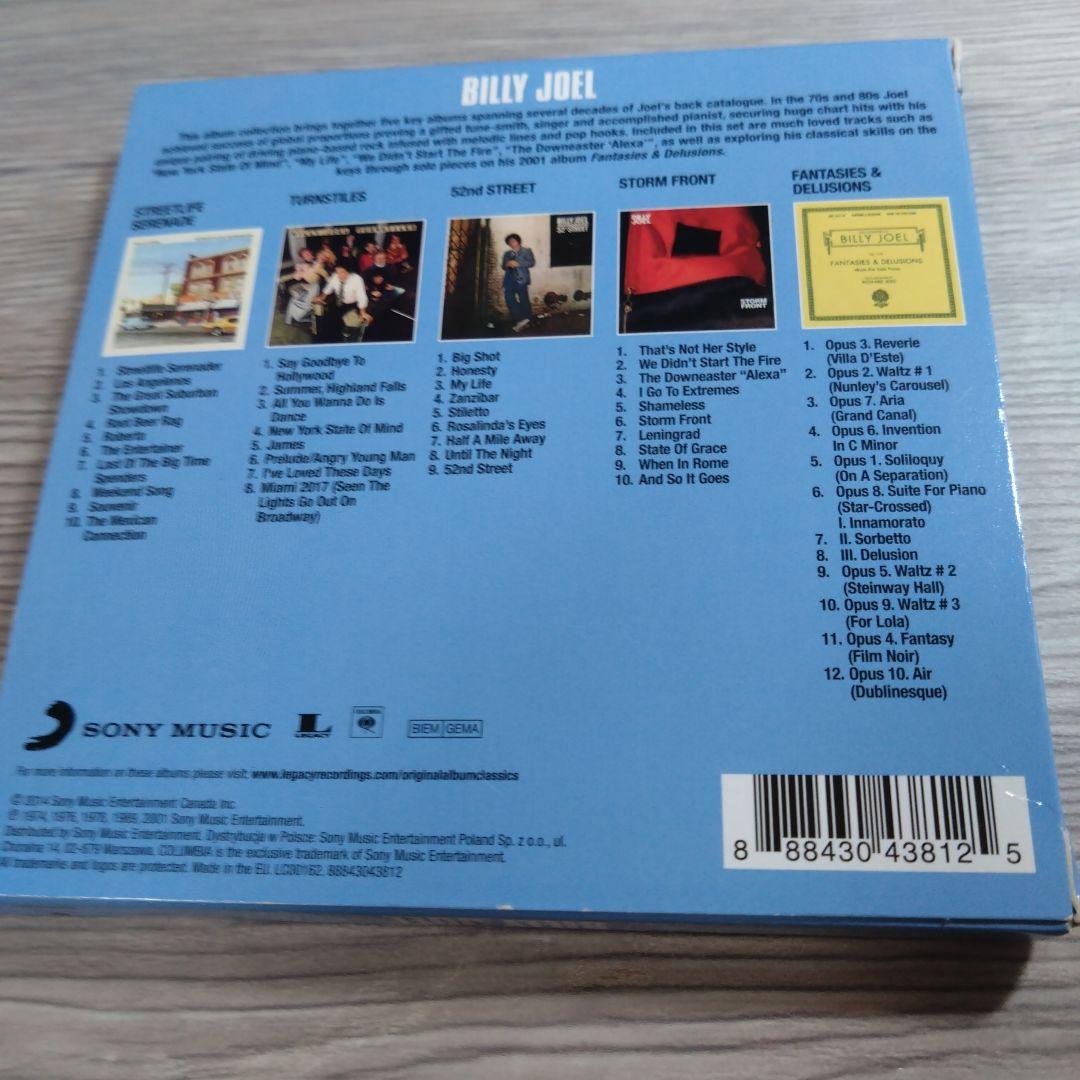 BILLY JOEL
This album collection brings together five key albums spanning several decades of Joel's back catalogue. In the 70s and 80s Joel
achieved success of global proportions proving a gifted tune-smith, singer and accomplished pianist, securing huge chart hits with his
unique pairing of driving piano-based rock infused with melodic lines and pop hooks. Included in this set are much loved tracks such as
"New York State Of Mind", "My Life", "We Didn't Start The Fire", "The Downeaster 'Alexa'", as well as exploring his classical skills on the
keys through solo pieces on his 2001 album Fantasies & Delusions.
STREETLIFE
SERENADE
1. Streetlife Serenader
2. Los Angelenos
3. The Great Suburban
Showdown
4. Root Beer Rag
5. Roberta
6. The Entertainer
7. Last Of The Big Time
Spenders
8. Weekend Song
9. Souvenir
10. The Mexican
Connection
TURNSTILES
1. Say Goodbye To
Hollywood
2. Summer, Highland Falls
3. All You Wanna Do Is
Dance
4. New York State Of Mind
5. James
6. Prelude/Angry Young Man
7. I've Loved These Days
8. Miami 2017 (Seen The
Lights Go Out On
Broadway)
52nd STREET
BILLY JOEL
52 STREET
1. Big Shot
2. Honesty
3. My Life
4. Zanzibar
5. Stiletto
6. Rosalinda's Eyes
7. Half A Mile Away
8. Until The Night
9. 52nd Street
STORM FRONT
BILLY
JOEL
STORM
FRONT
1. That's Not Her Style
2. We Didn't Start The Fire
3. The Downeaster "Alexa"
4. I Go To Extremes
5. Shameless
6. Storm Front
7. Leningrad
8. State Of Grace
9. When In Rome
10. And So It Goes
FANTASIES &
DELUSIONS
BILLY JOEL
FANTASIES & DELUSIONS
1. Opus 3. Reverie
(Villa D'Este)
2. Opus 2. Waltz # 1
(Nunley's Carousel)
3. Opus 7. Aria
(Grand Canal)
4. Opus 6. Invention
In C Minor
5. Opus 1. Soliloquy
(On A Separation)
6. Opus 8. Suite For Piano
(Star-Crossed)
I. Innamorato
7. II. Sorbetto
8. III. Delusion
9. Opus 5. Waltz # 2
(Steinway Hall)
10. Opus 9. Waltz # 3
(For Lola)
11. Opus 4. Fantasy
(Film Noir)
12. Opus 10. Air
(Dublinesque)
SONY MUSIC
L
LEGACY
COLUMBIA
BIEM GEMA
For more information on these albums please visit: www.legacyrecordings.com/originalalbumclassics
© 2014 Sony Music Entertainment Canada Inc.
℗ 1974, 1976, 1978, 1989, 2001 Sony Music Entertainment.
Distributed by Sony Music Entertainment. Dystrybucje w Polsce: Sony Music Entertainment Poland Sp. z o.o., ul.
Chocimska 14, 02-679 Warszawa. COLUMBIA is the exclusive trademark of Sony Music Entertainment.
All trademarks and logos are protected. Made in the EU. LC00162. 88843043812
8 88430 43812 5